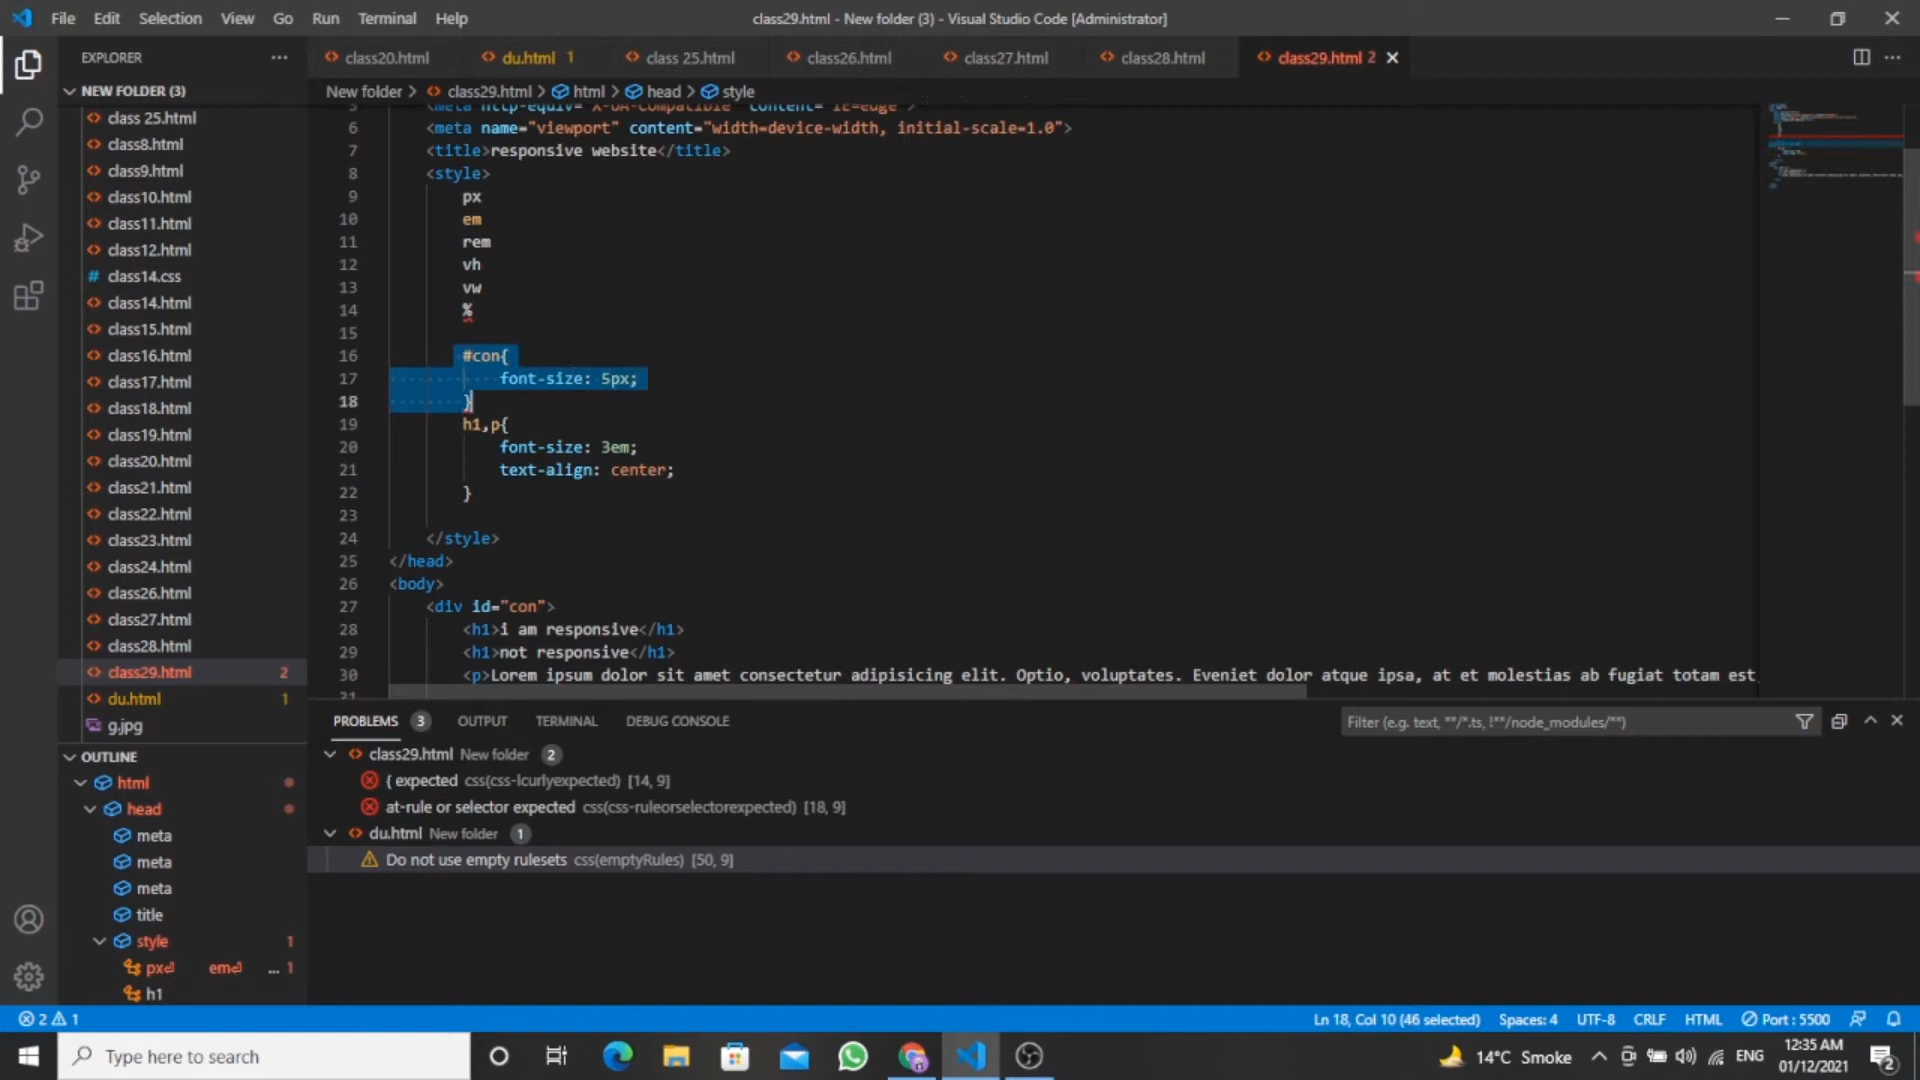 File Edit Selection View Go Run Terminal Help
class29.html - New folder (3) - Visual Studio Code [Administrator]
EXPLORER
class20.html
du.html 1
class 25.html
class26.html
class27.html
class28.html
class29.html 2
NEW FOLDER (3)
New folder > class29.html > html > head > style
class 25.html
class8.html
class9.html
class10.html
class11.html
class12.html
# class14.css
class14.html
class15.html
class16.html
class17.html
class18.html
class19.html
class20.html
class21.html
class22.html
class23.html
class24.html
class26.html
class27.html
class28.html
class29.html 2
du.html 1
g.jpg
OUTLINE
html
head
meta
meta
meta
title
style 1
px em ... 1
h1
5 <meta http-equiv="X-UA-Compatible" content="IE=edge">
6 <meta name="viewport" content="width=device-width, initial-scale=1.0">
7 <title>responsive website</title>
8 <style>
9 px
10 em
11 rem
12 vh
13 vw
14 %
15
16 #con{
17 font-size: 5px;
18 }
19 h1,p{
20 font-size: 3em;
21 text-align: center;
22 }
23
24 </style>
25 </head>
26 <body>
27 <div id="con">
28 <h1>i am responsive</h1>
29 <h1>not responsive</h1>
30 <p>Lorem ipsum dolor sit amet consectetur adipisicing elit. Optio, voluptates. Eveniet dolor atque ipsa, at et molestias ab fugiat totam est
31
PROBLEMS 3 OUTPUT TERMINAL DEBUG CONSOLE
Filter (e.g. text, **/*.ts, !**/node_modules/**)
class29.html New folder 2
{ expected css(css-lcurlyexpected) [14, 9]
at-rule or selector expected css(css-ruleorselectorexpected) [18, 9]
du.html New folder 1
Do not use empty rulesets css(emptyRules) [50, 9]
2 1
Ln 18, Col 10 (46 selected) Spaces: 4 UTF-8 CRLF HTML Port : 5500
Type here to search
14°C Smoke
ENG
12:35 AM
01/12/2021
2